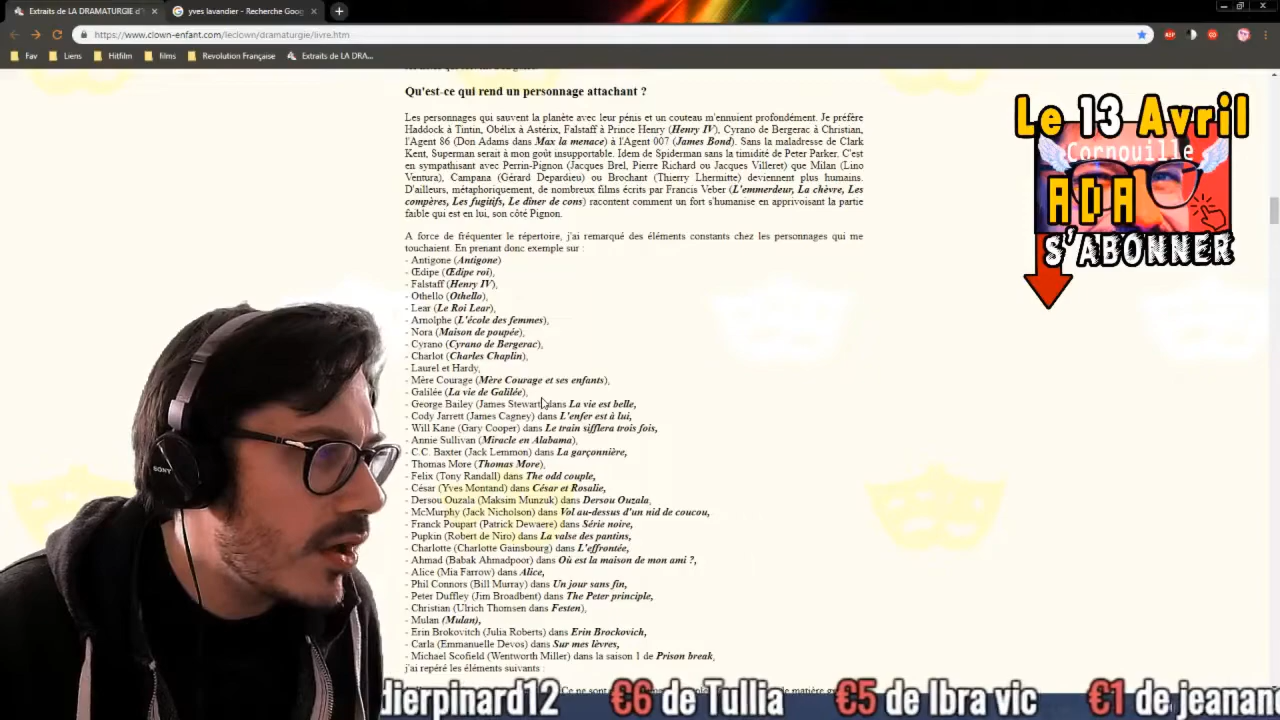 Extraits de LA DRAMATURGIE d'
yves lavandier - Recherche Goog
https://www.clown-enfant.com/leclown/dramaturgie/livre.htm
Fav Liens Hitfilm films Revolution Française Extraits de LA DRA...
Qu'est-ce qui rend un personnage attachant ?
Les personnages qui sauvent la planète avec leur pénis et un couteau m'ennuient profondément. Je préfère
Haddock à Tintin, Obélix à Astérix, Falstaff à Prince Henry (Henry IV), Cyrano de Bergerac à Christian,
l'Agent 86 (Don Adams dans Max la menace) à l'Agent 007 (James Bond). Sans la maladresse de Clark
Kent, Superman serait à mon goût insupportable. Idem de Spiderman sans la timidité de Peter Parker. C'est
en sympathisant avec Perrin-Pignon (Jacques Brel, Pierre Richard ou Jacques Villeret) que Milan (Lino
Ventura), Campana (Gérard Depardieu) ou Brochant (Thierry Lhermitte) deviennent plus humains.
D'ailleurs, métaphoriquement, de nombreux films écrits par Francis Veber (L'emmerdeur, La chèvre, Les
compères, Les fugitifs, Le dîner de cons) racontent comment un fort s'humanise en apprivoisant la partie
faible qui est en lui, son côté Pignon.
A force de fréquenter le répertoire, j'ai remarqué des éléments constants chez les personnages qui me
touchaient. En prenant donc exemple sur :
- Antigone (Antigone)
- Œdipe (Œdipe roi),
- Falstaff (Henry IV),
- Othello (Othello),
- Lear (Le Roi Lear),
- Arnolphe (L'école des femmes),
- Nora (Maison de poupée),
- Cyrano (Cyrano de Bergerac),
- Charlot (Charles Chaplin),
- Laurel et Hardy,
- Mère Courage (Mère Courage et ses enfants),
- Galilée (La vie de Galilée),
- George Bailey (James Stewart) dans La vie est belle,
- Cody Jarrett (James Cagney) dans L'enfer est à lui,
- Will Kane (Gary Cooper) dans Le train sifflera trois fois,
- Annie Sullivan (Miracle en Alabama),
- C.C. Baxter (Jack Lemmon) dans La garçonnière,
- Thomas More (Thomas More),
- Felix (Tony Randall) dans The odd couple,
- César (Yves Montand) dans César et Rosalie,
- Dersou Ouzala (Maksim Munzuk) dans Dersou Ouzala,
- McMurphy (Jack Nicholson) dans Vol au-dessus d'un nid de coucou,
- Franck Poupart (Patrick Dewaere) dans Série noire,
- Pupkin (Robert de Niro) dans La valse des pantins,
- Charlotte (Charlotte Gainsbourg) dans L'effrontée,
- Ahmad (Babak Ahmadpoor) dans Où est la maison de mon ami ?,
- Alice (Mia Farrow) dans Alice,
- Phil Connors (Bill Murray) dans Un jour sans fin,
- Peter Duffley (Jim Broadbent) dans The Peter principle,
- Christian (Ulrich Thomsen dans Festen),
- Mulan (Mulan),
- Erin Brokovitch (Julia Roberts) dans Erin Brockovich,
- Carla (Emmanuelle Devos) dans Sur mes lèvres,
- Michael Scofield (Wentworth Miller) dans la saison 1 de Prison break,
j'ai repéré les éléments suivants :
Le 13 Avril
Cornouille
ADA
S'ABONNER
SONY
dierpinard12 €6 de Tullia €5 de Ibra vic €1 de jeanan